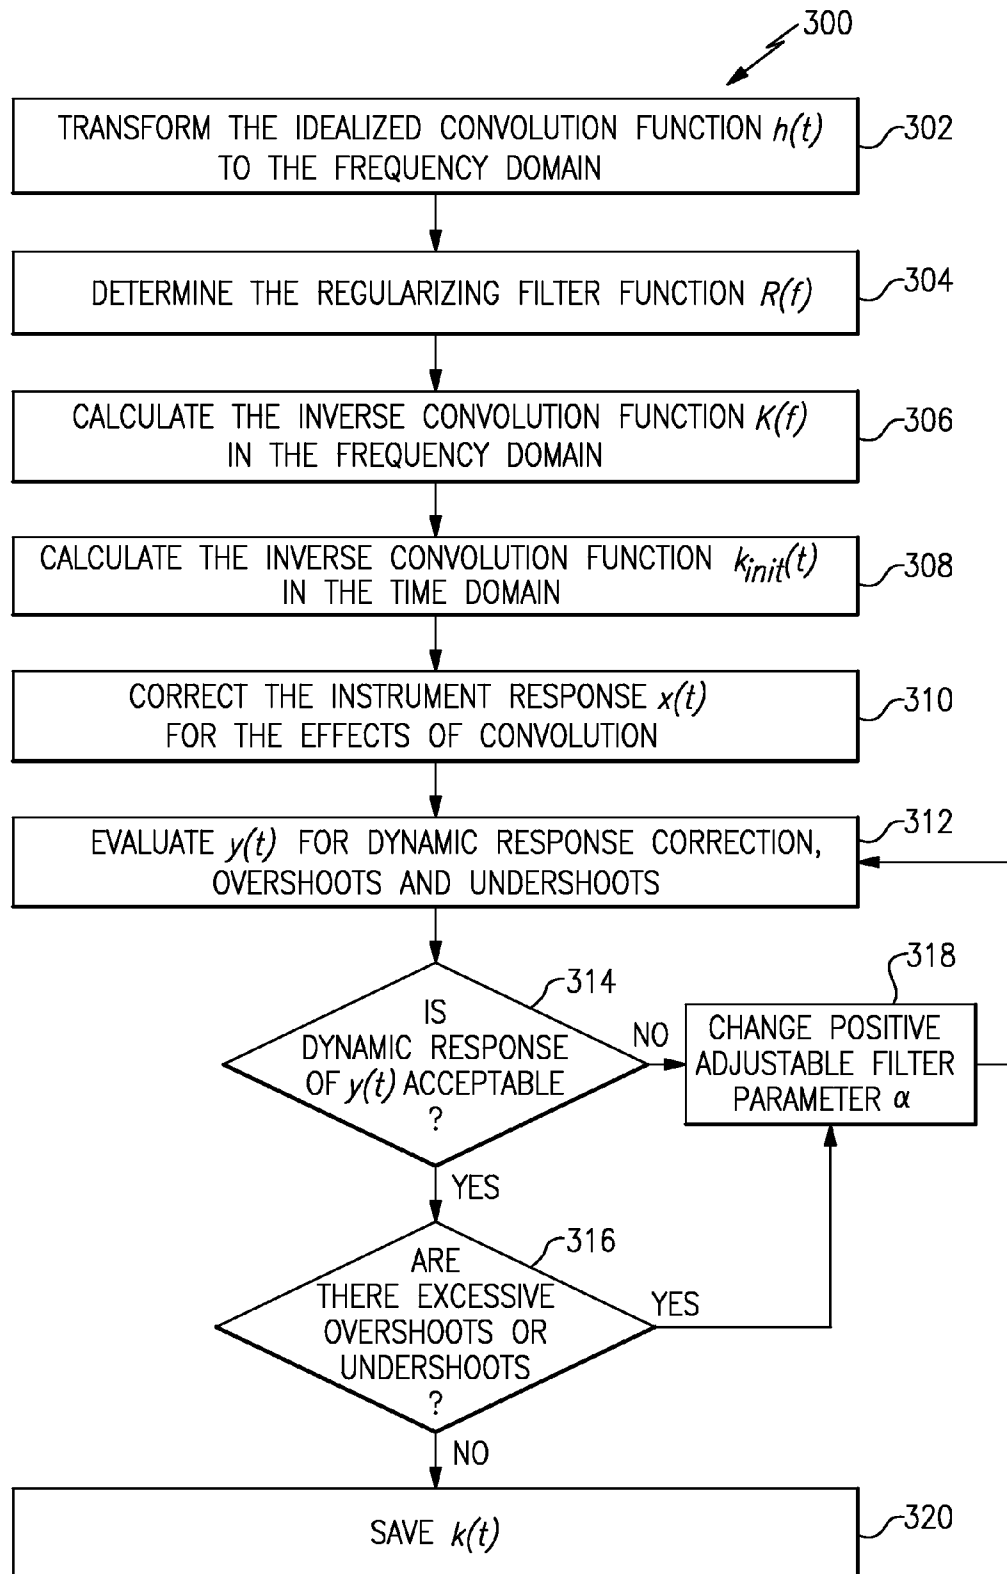 300
TRANSFORM THE IDEALIZED CONVOLUTION FUNCTION h(t)
TO THE FREQUENCY DOMAIN
302
DETERMINE THE REGULARIZING FILTER FUNCTION R(f)
304
CALCULATE THE INVERSE CONVOLUTION FUNCTION K(f)
IN THE FREQUENCY DOMAIN
306
CALCULATE THE INVERSE CONVOLUTION FUNCTION kinit(t)
IN THE TIME DOMAIN
308
CORRECT THE INSTRUMENT RESPONSE x(t)
FOR THE EFFECTS OF CONVOLUTION
310
EVALUATE y(t) FOR DYNAMIC RESPONSE CORRECTION,
OVERSHOOTS AND UNDERSHOOTS
312
IS
DYNAMIC RESPONSE
OF y(t) ACCEPTABLE
?
314
NO
CHANGE POSITIVE
ADJUSTABLE FILTER
PARAMETER α
318
YES
ARE
THERE EXCESSIVE
OVERSHOOTS OR
UNDERSHOOTS
?
316
YES
NO
SAVE k(t)
320